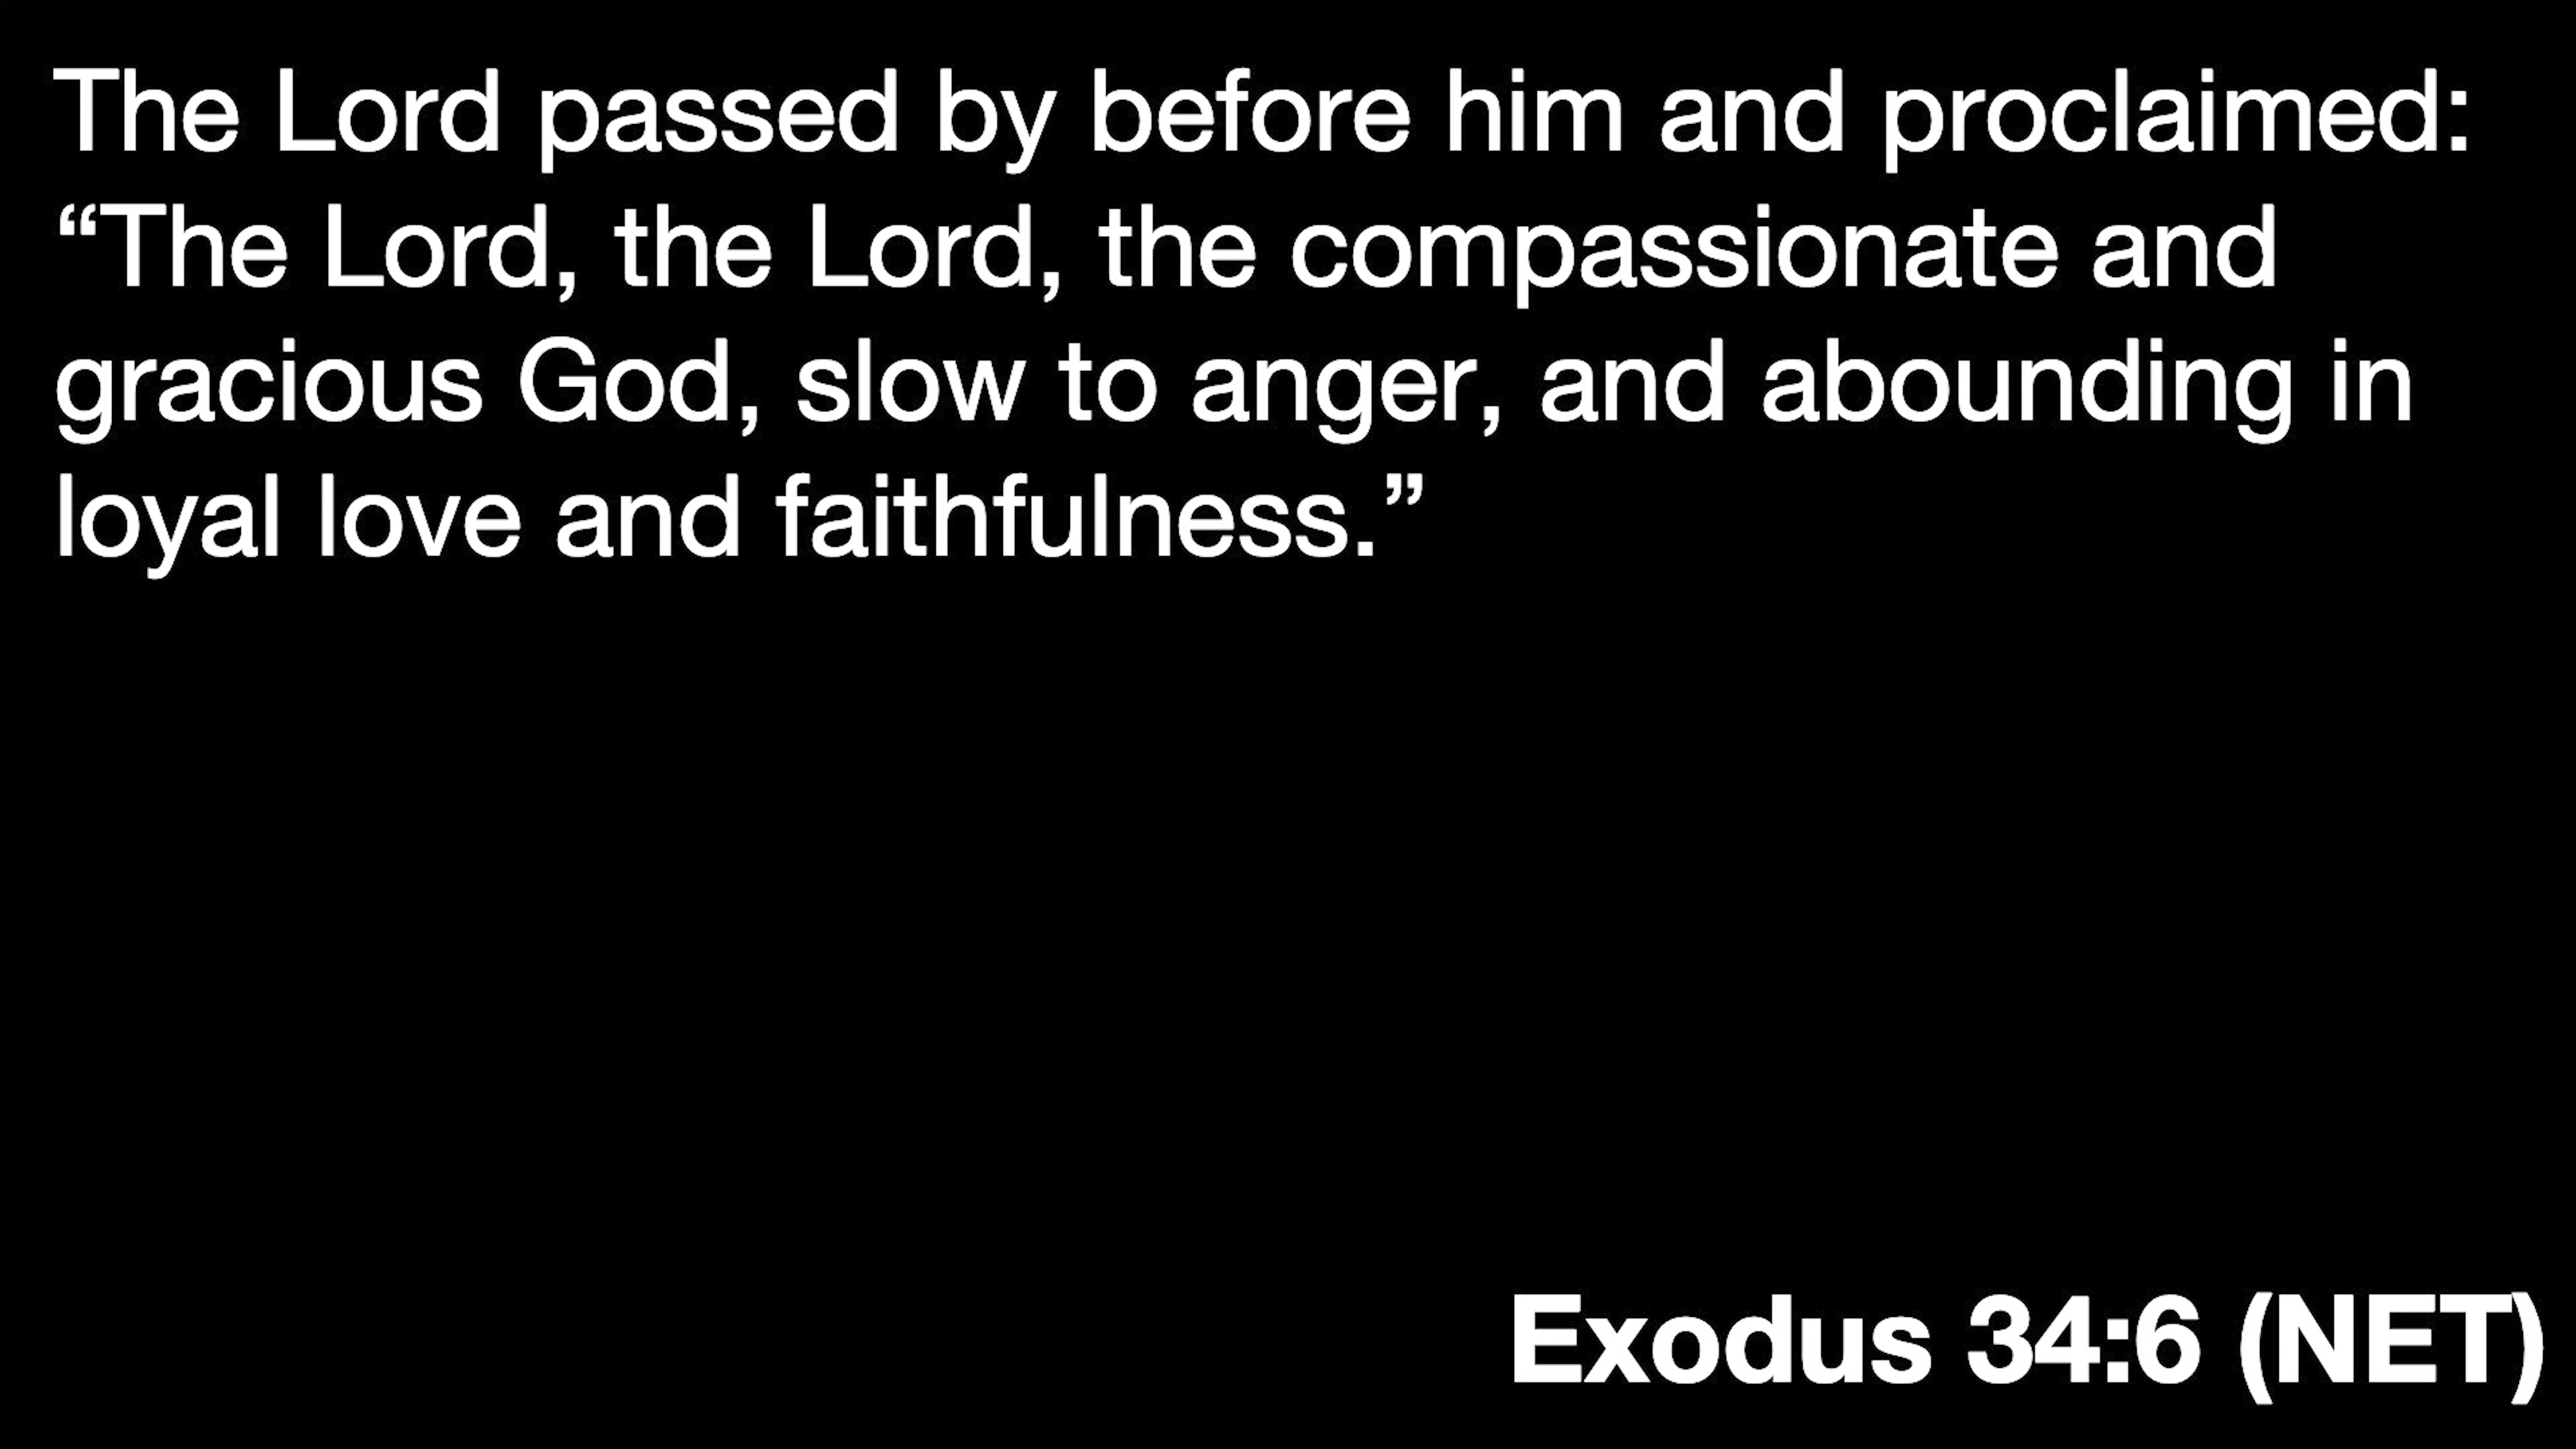 The Lord passed by before him and proclaimed:
“The Lord, the Lord, the compassionate and
gracious God, slow to anger, and abounding in
loyal love and faithfulness.”
Exodus 34:6 (NET)